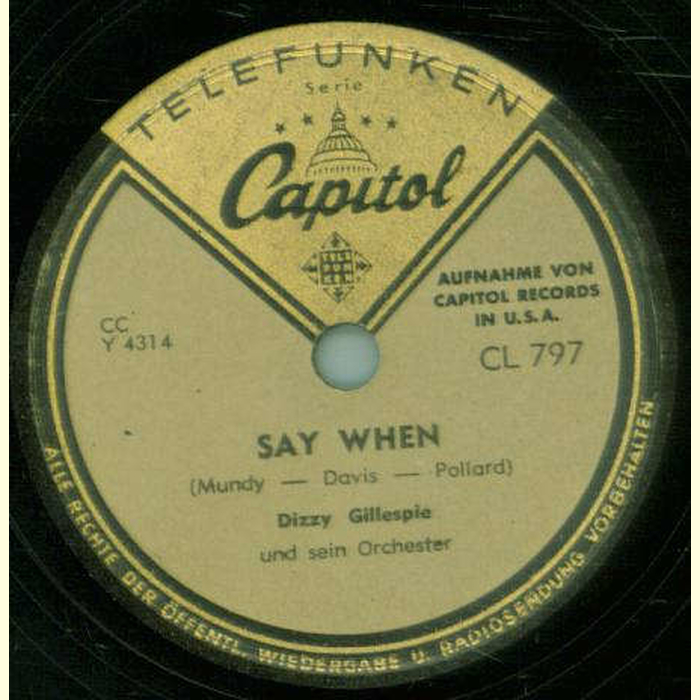 TELEFUNKEN
Serie
Capitol
AUFNAHME VON
CAPITOL RECORDS
IN U.S.A.
CC
Y 4314
CL 797
SAY WHEN
(Mundy — Davis — Pollard)
Dizzy Gillespie
und sein Orchester
ALLE RECHTE DER ÖFFENTL. WIEDERGABE U. RADIOSENDUNG VORBEHALTEN